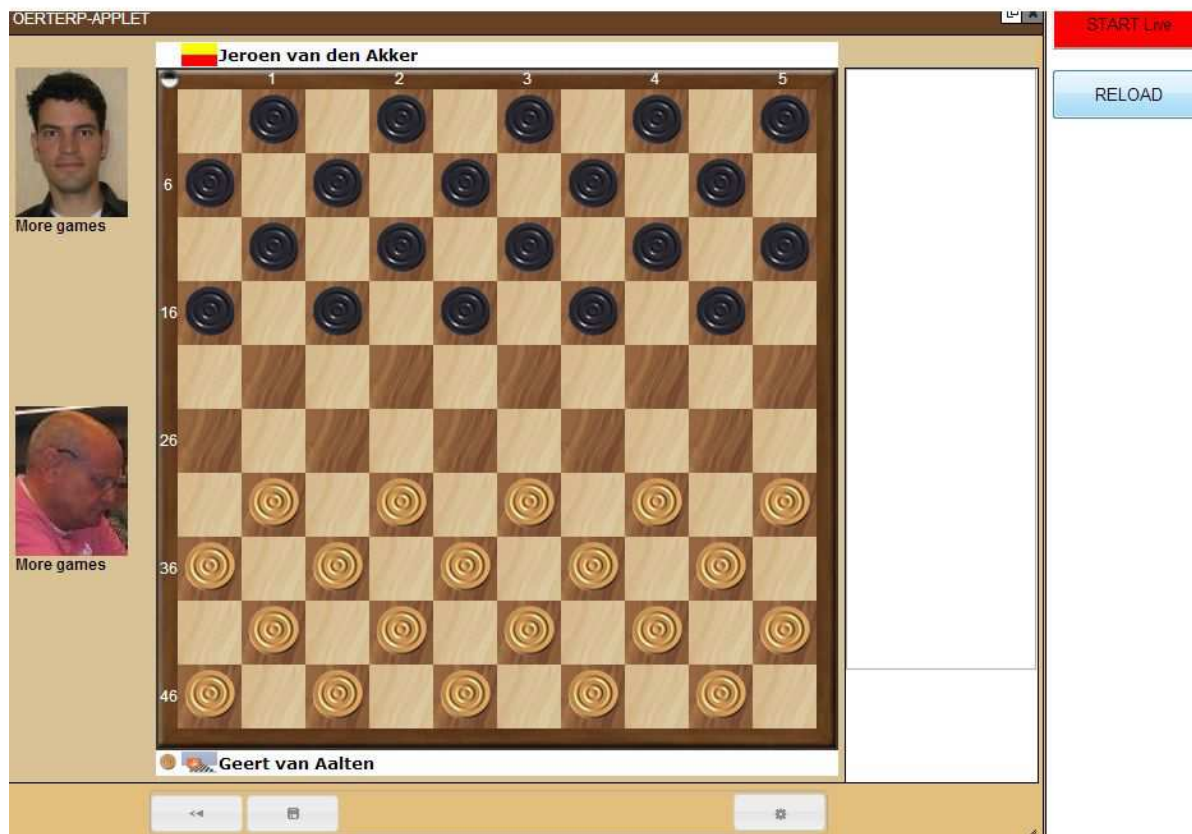 OERTERP-APPLET
START Live
RELOAD
Jeroen van den Akker
1 2 3 4 5
6
More games
16
26
More games
36
46
Geert van Aalten